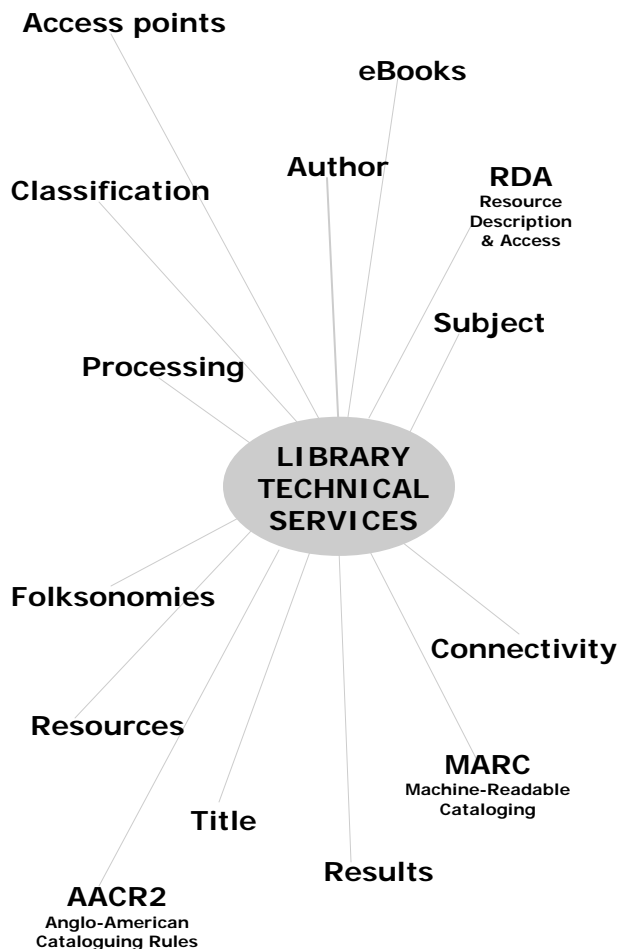 Access points
eBooks
Author
Classification
RDA
Resource
Description
& Access
Subject
Processing
LIBRARY
TECHNICAL
SERVICES
Folksonomies
Connectivity
Resources
MARC
Machine-Readable
Cataloging
Title
Results
AACR2
Anglo-American
Cataloguing Rules